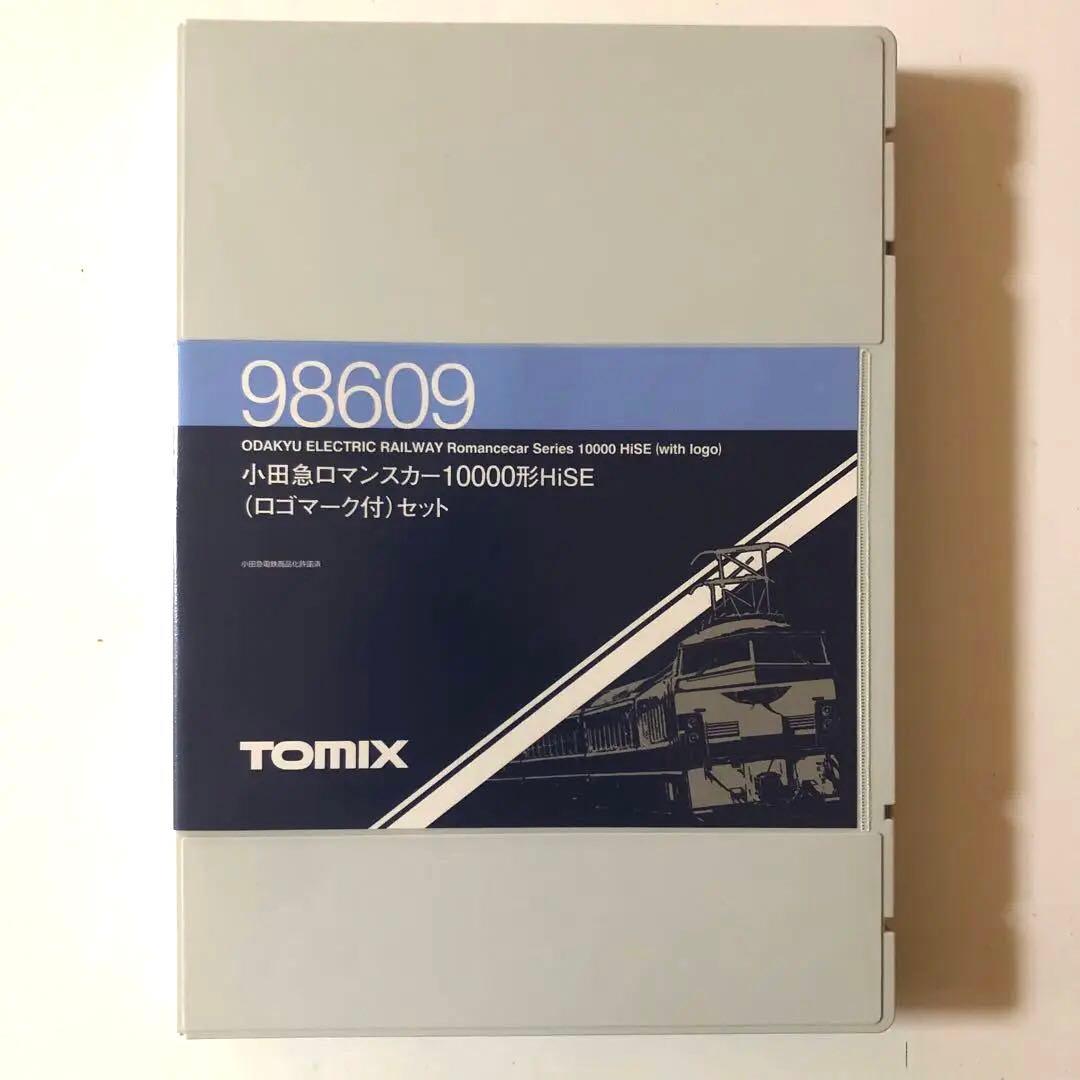 98609
ODAKYU ELECTRIC RAILWAY Romancecar Series 10000 HiSE (with logo)
小田急ロマンスカー10000形HiSE
(ロゴマーク付)セット
小田急電鉄商品化許諾済
TOMIX